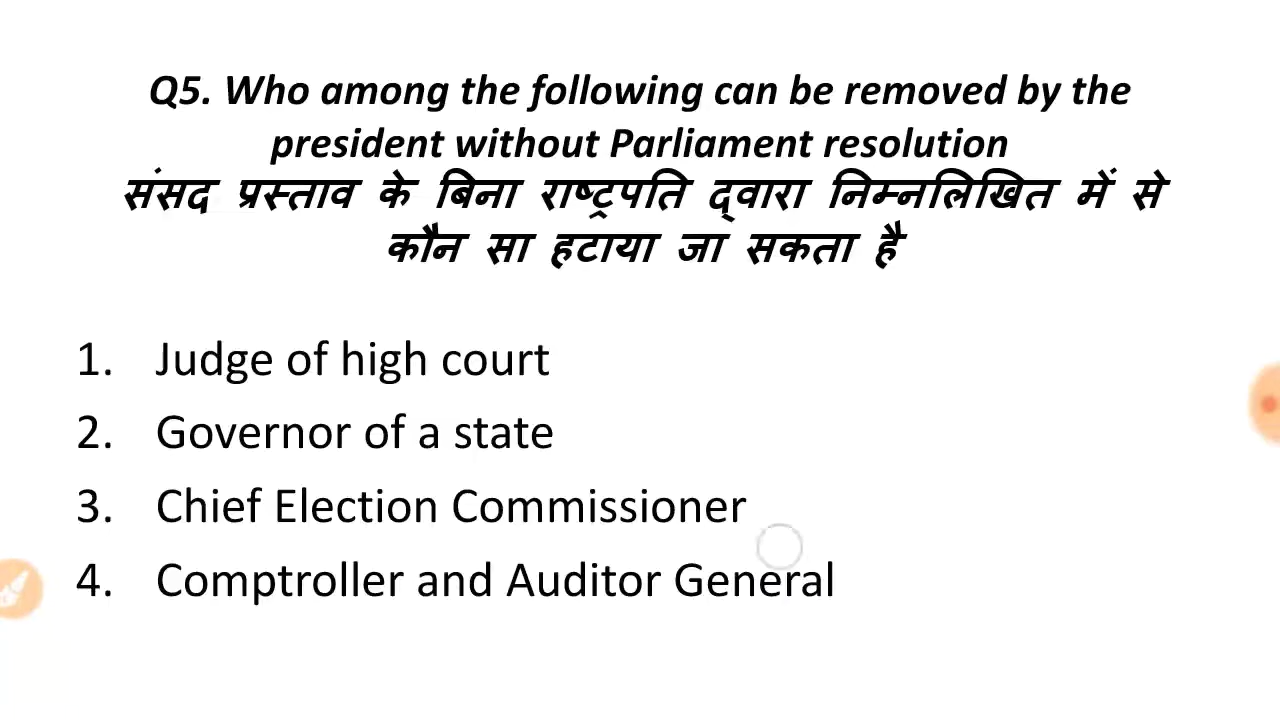 Q5. Who among the following can be removed by the
president without Parliament resolution
संसद प्रस्ताव के बिना राष्ट्रपति द्वारा निम्नलिखित में से
कौन सा हटाया जा सकता है
1. Judge of high court
2. Governor of a state
3. Chief Election Commissioner
4. Comptroller and Auditor General